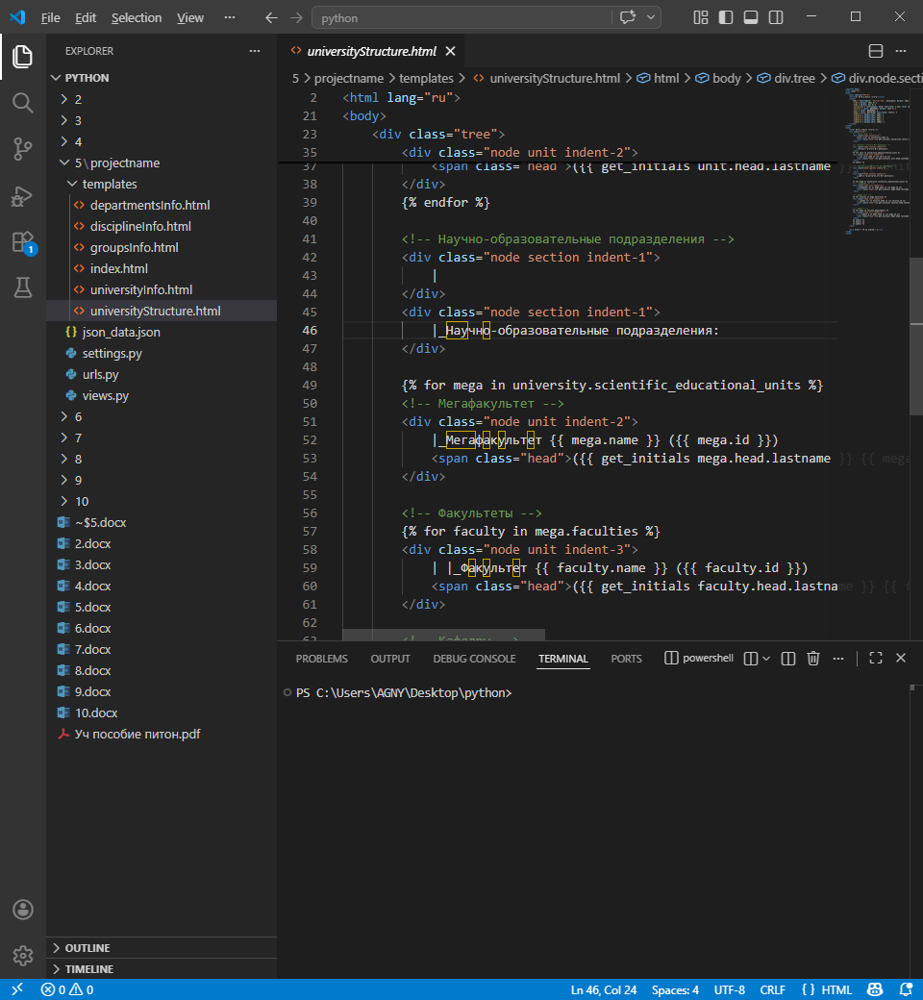 File Edit Selection View ··· python
EXPLORER ···
PYTHON
2
3
4
5\projectname
templates
departmentsInfo.html
disciplineInfo.html
groupsInfo.html
index.html
universityInfo.html
universityStructure.html
{} json_data.json
settings.py
urls.py
views.py
6
7
8
9
10
~$5.docx
2.docx
3.docx
4.docx
5.docx
6.docx
7.docx
8.docx
9.docx
10.docx
Уч пособие питон.pdf
OUTLINE
TIMELINE
1
universityStructure.html
5 > projectname > templates > universityStructure.html > html > body > div.tree > div.node.secti
2 <html lang="ru">
21 <body>
23 <div class="tree">
35 <div class="node unit indent-2">
37 <span class="head">({{ get_initials unit.head.lastname
38 </div>
39 {% endfor %}
40
41 <!-- Научно-образовательные подразделения -->
42 <div class="node section indent-1">
43 |
44 </div>
45 <div class="node section indent-1">
46 |_Научно-образовательные подразделения:
47 </div>
48
49 {% for mega in university.scientific_educational_units %}
50 <!-- Мегафакультет -->
51 <div class="node unit indent-2">
52 |_Мегафакультет {{ mega.name }} ({{ mega.id }})
53 <span class="head">({{ get_initials mega.head.lastname }} {{ mega
54 </div>
55
56 <!-- Факультеты -->
57 {% for faculty in mega.faculties %}
58 <div class="node unit indent-3">
59 | |_Факультет {{ faculty.name }} ({{ faculty.id }})
60 <span class="head">({{ get_initials faculty.head.lastname }} {{ f
61 </div>
62
63 <!-- Кафедры -->
PROBLEMS OUTPUT DEBUG CONSOLE TERMINAL PORTS powershell ···
PS C:\Users\AGNY\Desktop\python>
0 0 Ln 46, Col 24 Spaces: 4 UTF-8 CRLF {} HTML